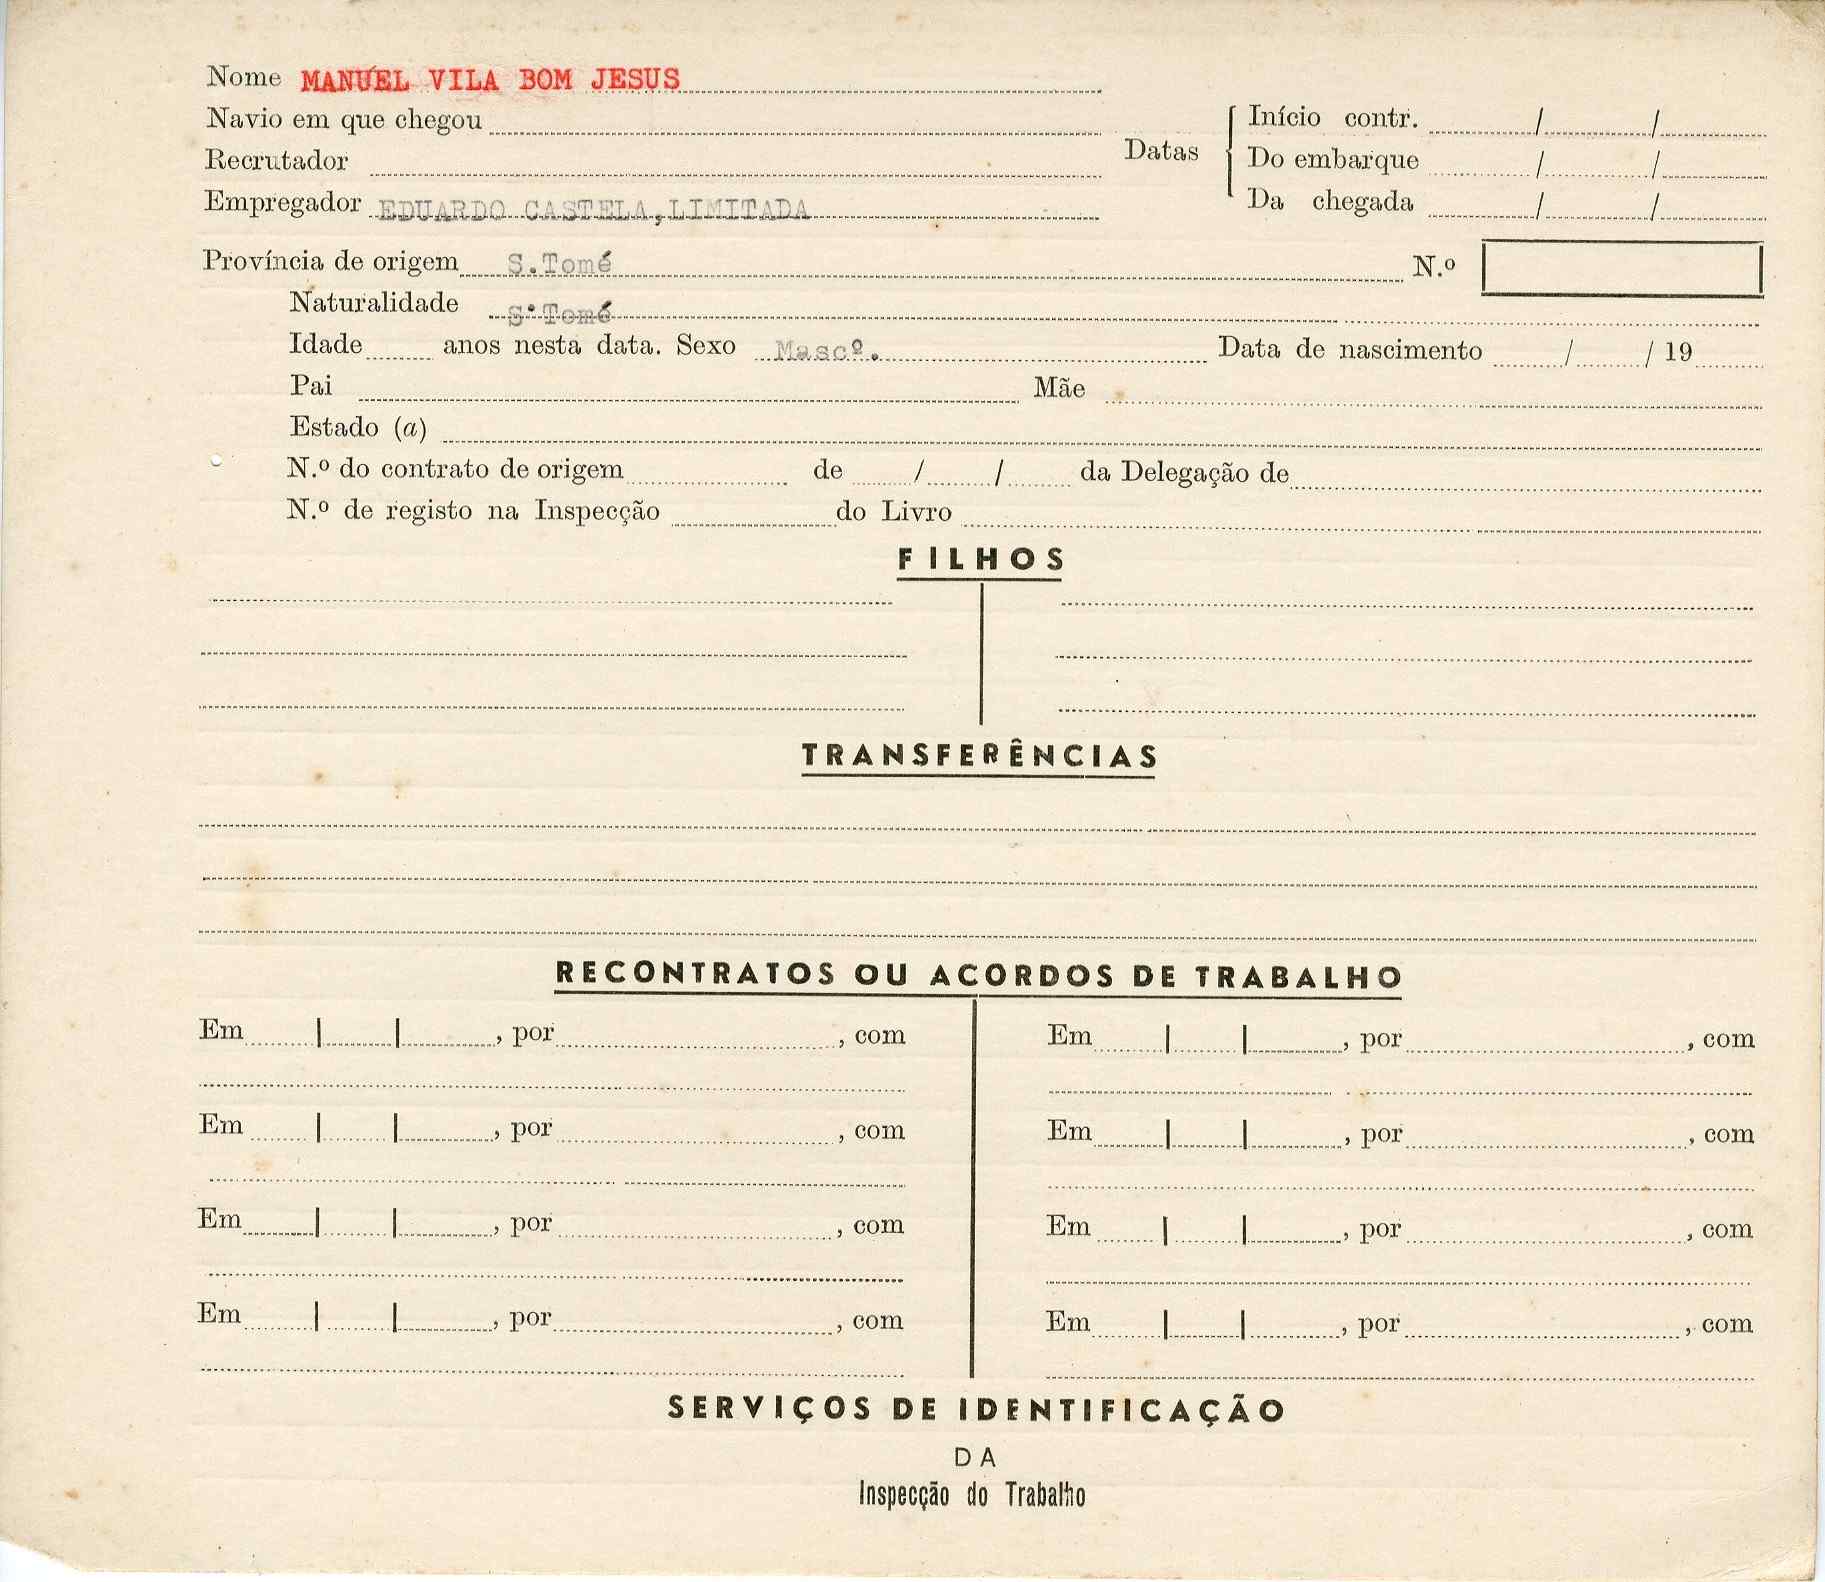 Nome MANUEL VILA BOM JESUS
Navio em que chegou
Recrutador
Empregador EDUARDO CASTELA, LIMITADA
Datas
Início contr. / /
Do embarque / /
Da chegada / /
Província de origem S.Tomé N.º
Naturalidade S.Tomé
Idade anos nesta data. Sexo Mascº. Data de nascimento / / 19
Pai Mãe
Estado (a)
N.º do contrato de origem de / / da Delegação de
N.º de registo na Inspecção do Livro
FILHOS
TRANSFERÊNCIAS
RECONTRATOS OU ACORDOS DE TRABALHO
Em | | , por , com Em | | , por , com
Em | | , por , com Em | | , por , com
Em | | , por , com Em | | , por , com
Em | | , por , com Em | | , por , com
SERVIÇOS DE IDENTIFICAÇÃO
DA
Inspecção do Trabalho